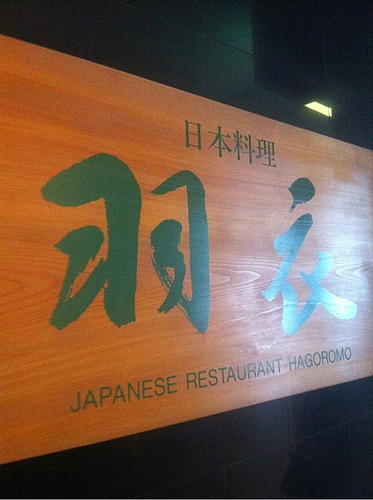 日本料理
羽衣
JAPANESE RESTAURANT HAGOROMO